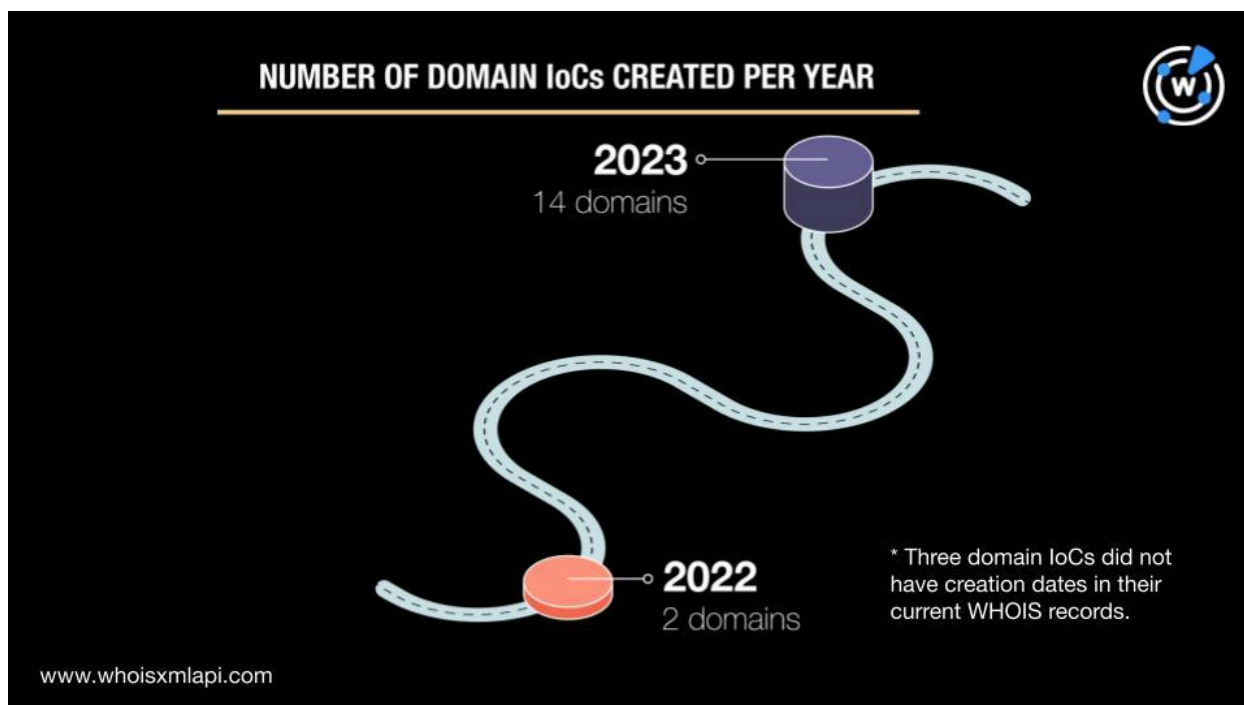 NUMBER OF DOMAIN IoCs CREATED PER YEAR
W
2023
14 domains
2022
2 domains
* Three domain IoCs did not
have creation dates in their
current WHOIS records.
www.whoisxmlapi.com